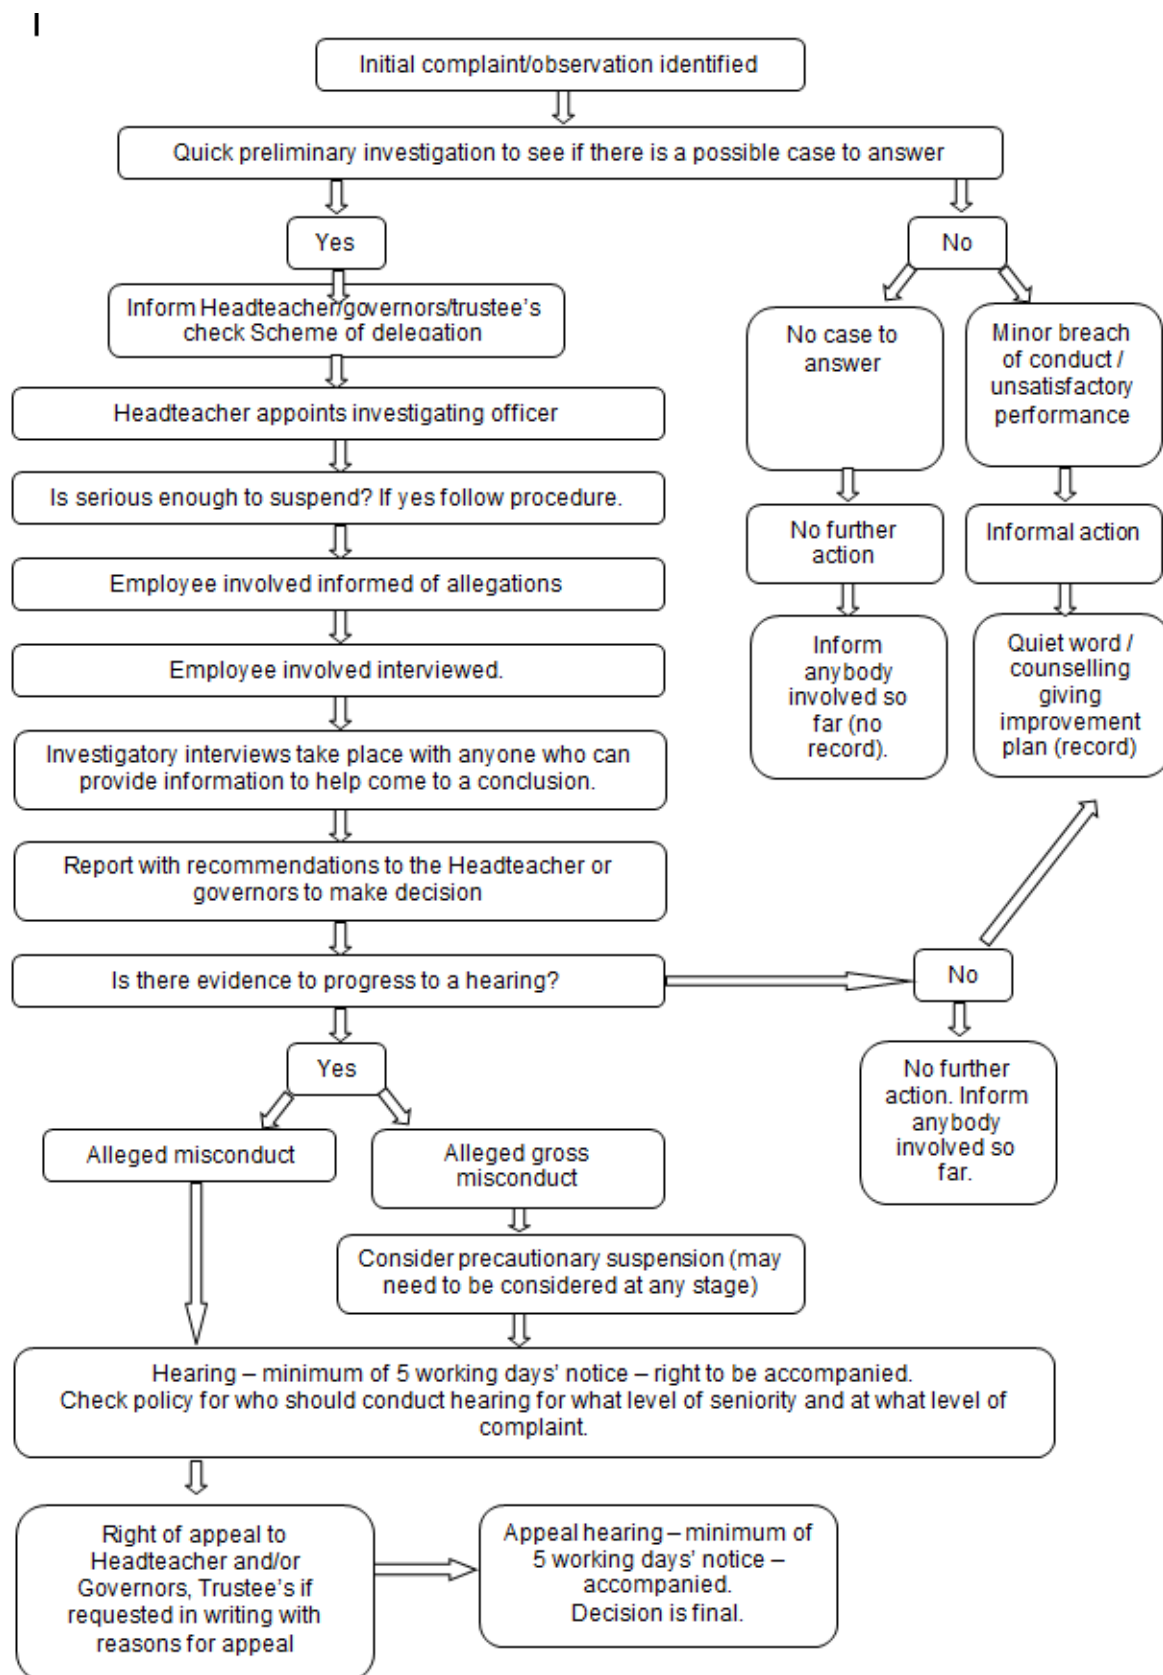 I
Initial complaint/observation identified
Quick preliminary investigation to see if there is a possible case to answer
Yes
No
Inform Headteacher/governors/trustee's
check Scheme of delegation
No case to
answer
Minor breach
of conduct /
unsatisfactory
performance
Headteacher appoints investigating officer
Is serious enough to suspend? If yes follow procedure.
No further
action
Informal action
Employee involved informed of allegations
Employee involved interviewed.
Inform
anybody
involved so
far (no
record).
Quiet word /
counselling
giving
improvement
plan (record)
Investigatory interviews take place with anyone who can
provide information to help come to a conclusion.
Report with recommendations to the Headteacher or
governors to make decision
Is there evidence to progress to a hearing?
No
Yes
No further
action. Inform
anybody
involved so
far.
Alleged misconduct
Alleged gross
misconduct
Consider precautionary suspension (may
need to be considered at any stage)
Hearing – minimum of 5 working days' notice – right to be accompanied.
Check policy for who should conduct hearing for what level of seniority and at what level of
complaint.
Right of appeal to
Headteacher and/or
Governors, Trustee's if
requested in writing with
reasons for appeal
Appeal hearing – minimum of
5 working days' notice –
accompanied.
Decision is final.